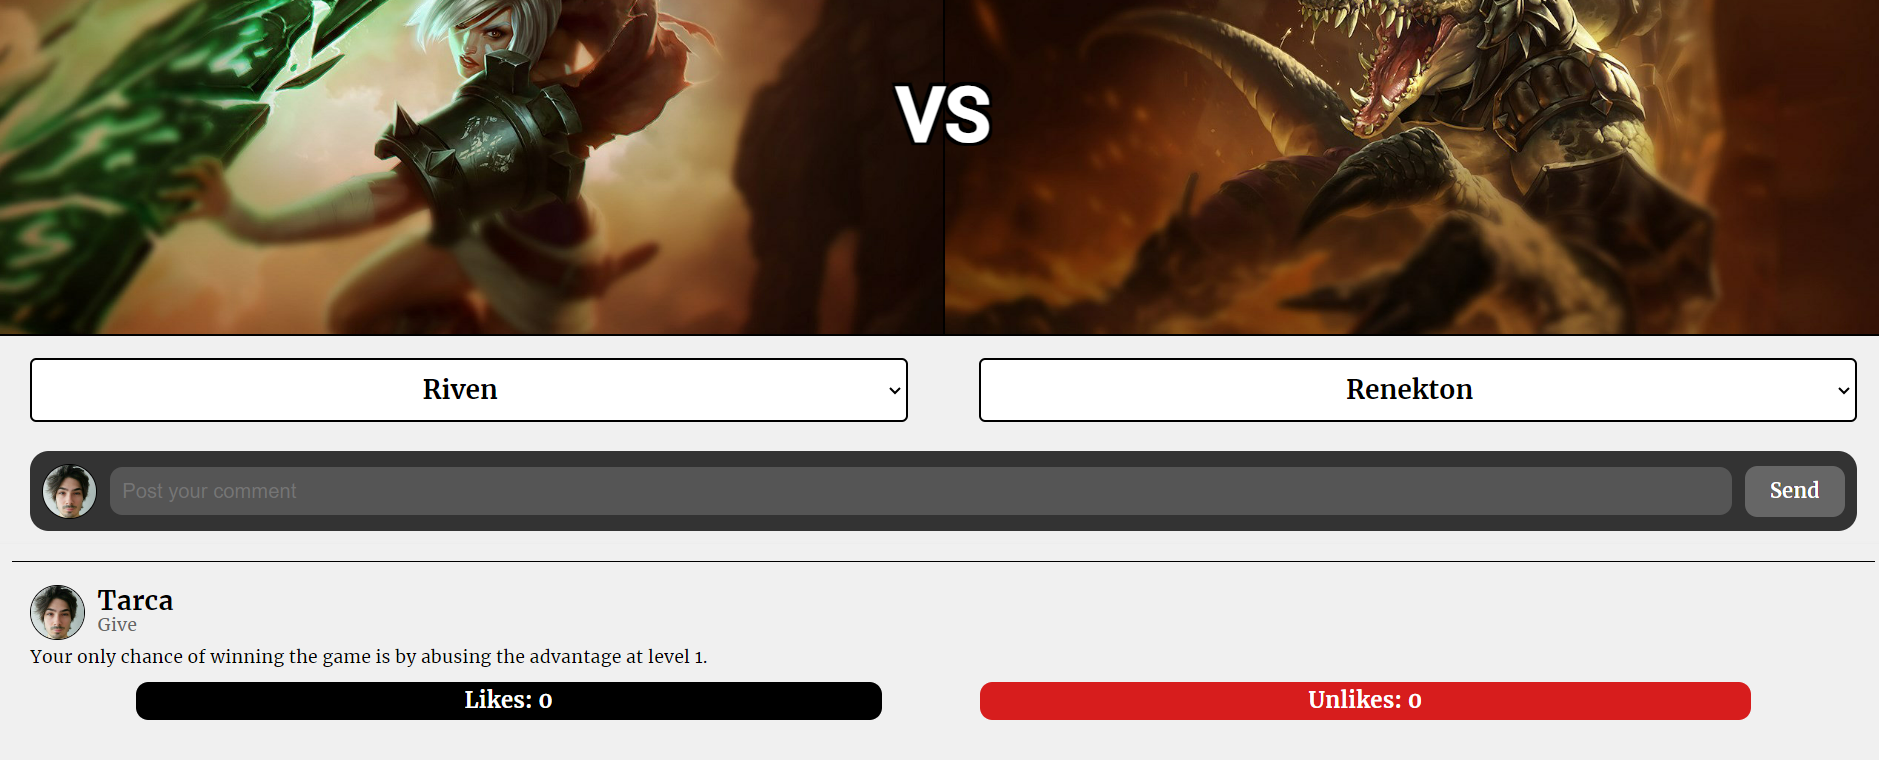 VS
Riven
Renekton
Post your comment
Send
Tarca
Give
Your only chance of winning the game is by abusing the advantage at level 1.
Likes: 0
Unlikes: 0